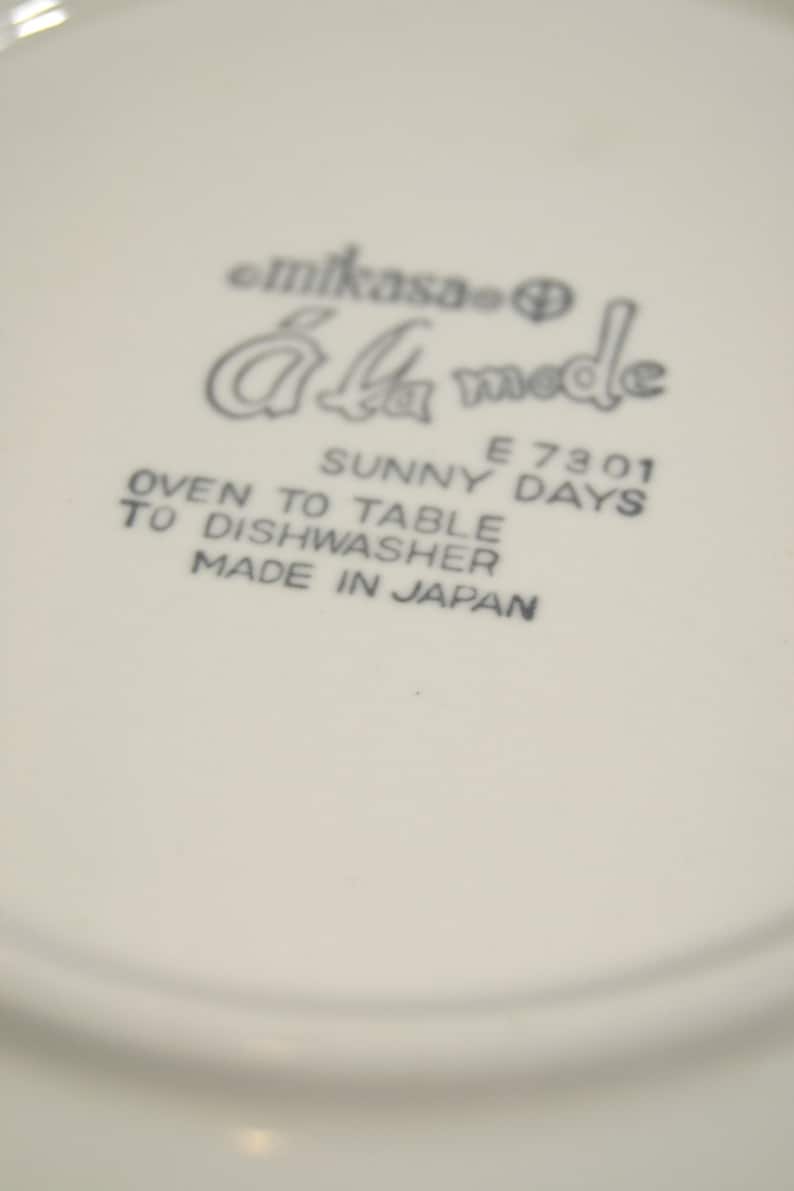 mikasa
Á la mode
E 7301
SUNNY DAYS
OVEN TO TABLE
TO DISHWASHER
MADE IN JAPAN